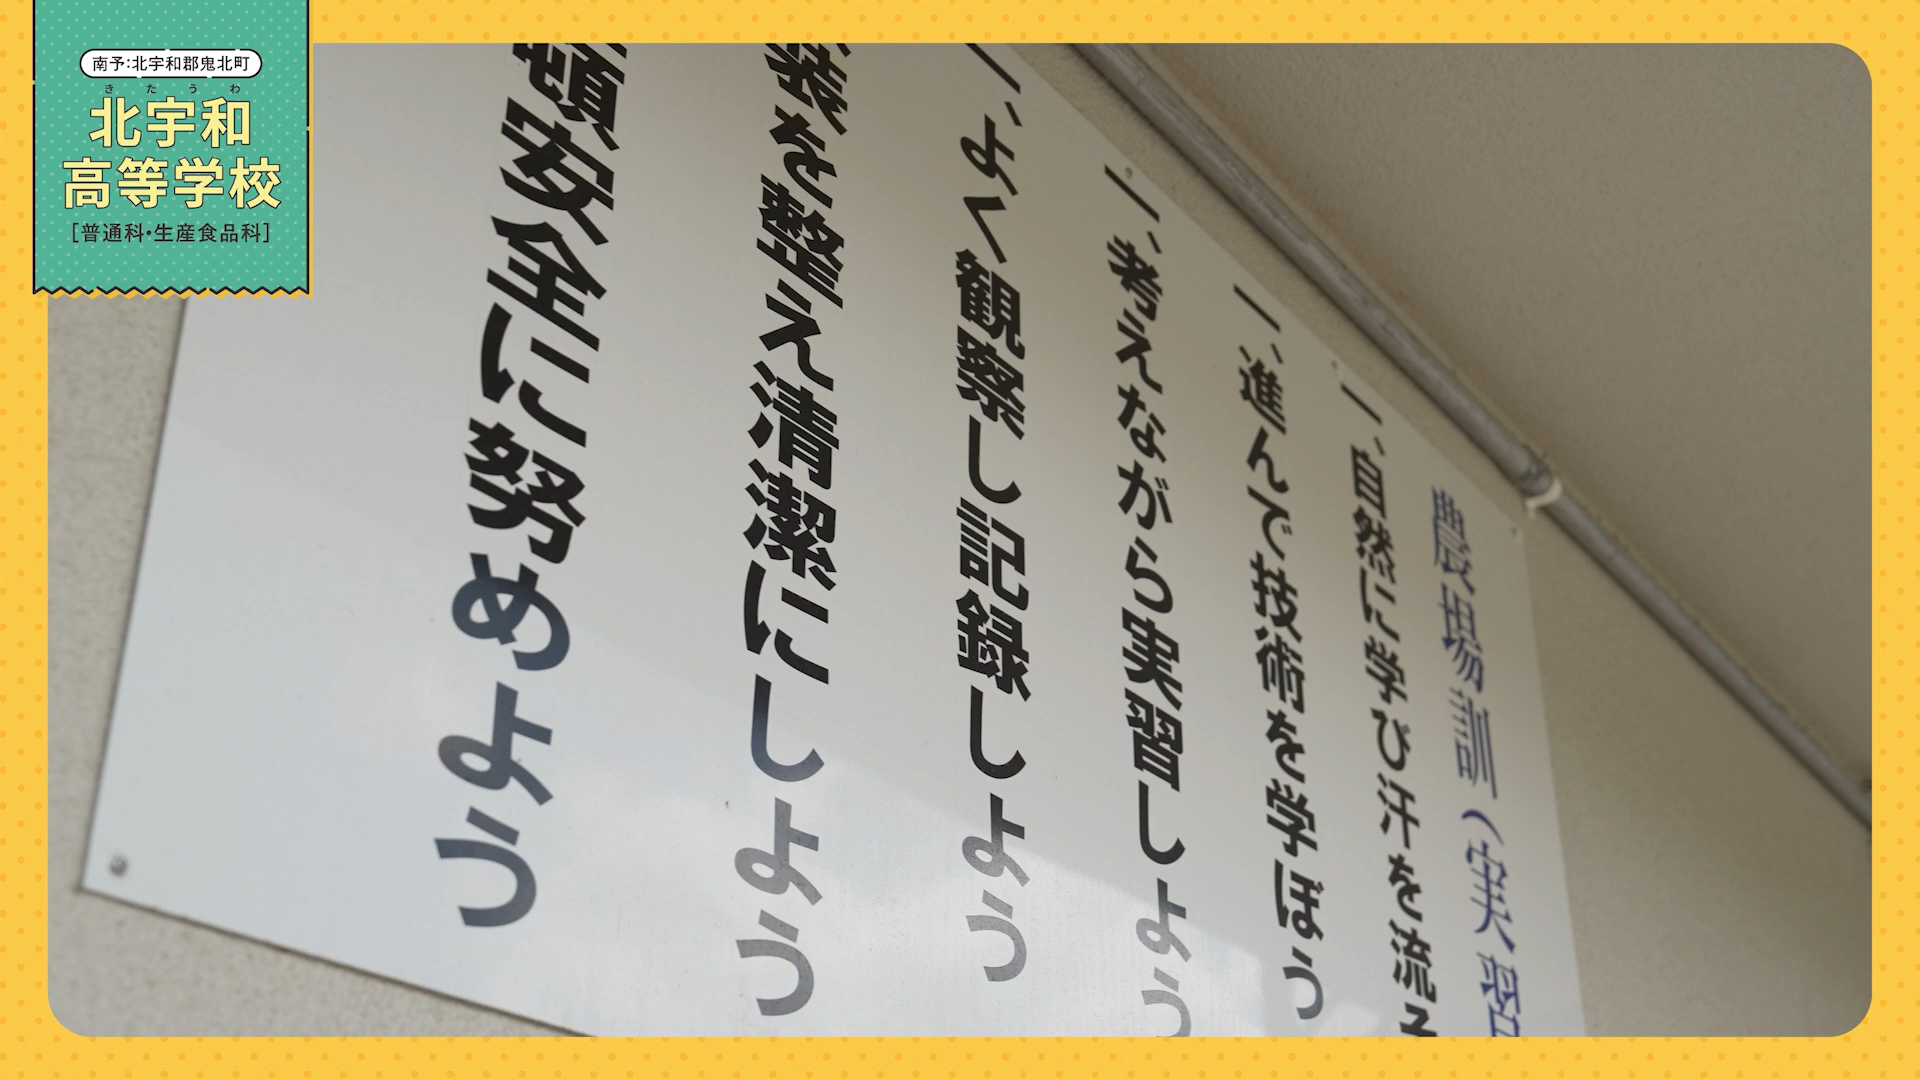 南予:北宇和郡鬼北町
きたうわ
北宇和
高等学校
[普通科・生産食品科]
農場訓（実習
一、自然に学び汗を流そ
一、進んで技術を学ぼう
一、考えながら実習しよう
一、よく観察し記録しよう
装を整え清潔にしよう
頓安全に努めよう